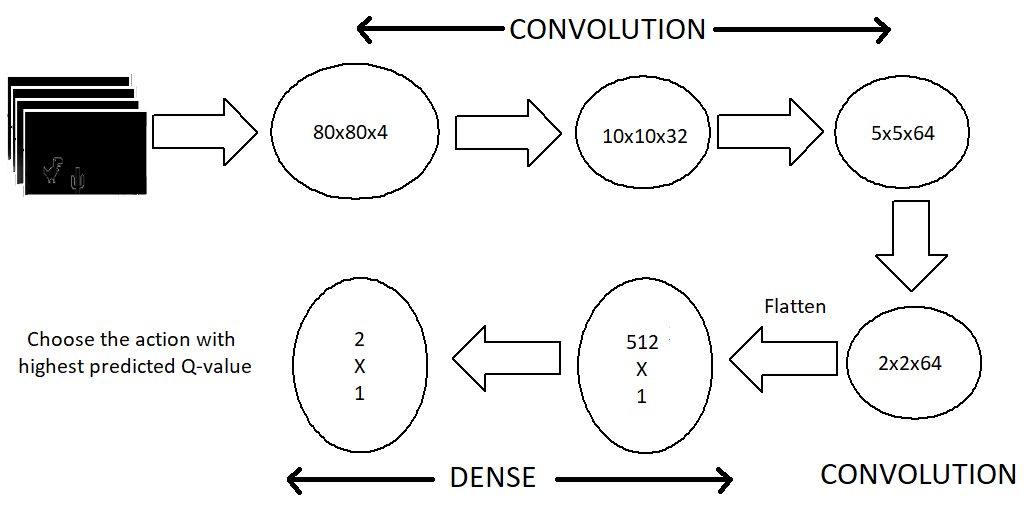 CONVOLUTION
80x80x4
10x10x32
5x5x64
Flatten
Choose the action with
highest predicted Q-value
2
X
1
512
X
1
2x2x64
DENSE
CONVOLUTION